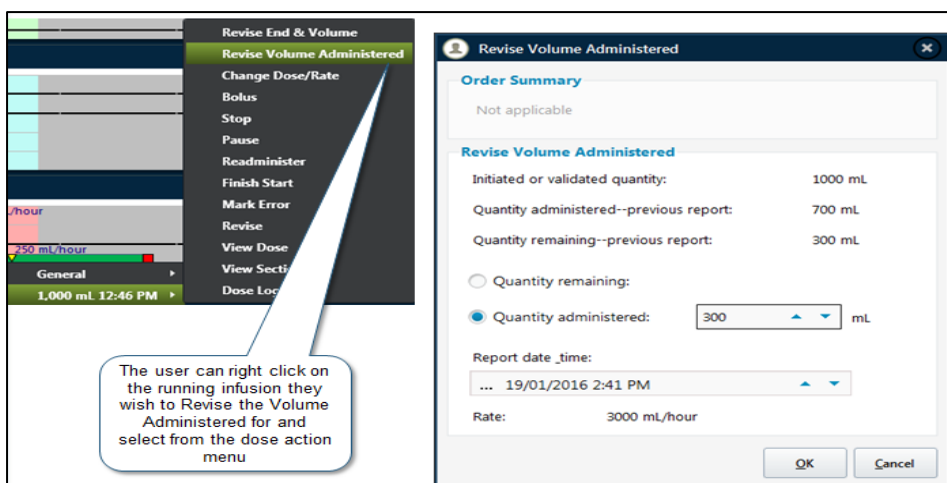 Revise End & Volume
Revise Volume Administered
Change Dose/Rate
Bolus
Stop
Pause
Readminister
Finish Start
Mark Error
Revise
View Dose
View Secti
Dose Log
/hour
250 mL/hour
General
1,000 mL 12:46 PM
The user can right click on
the running infusion they
wish to Revise the Volume
Administered for and
select from the dose action
menu
Revise Volume Administered
Order Summary
Not applicable
Revise Volume Administered
Initiated or validated quantity: 1000 mL
Quantity administered--previous report: 700 mL
Quantity remaining--previous report: 300 mL
Quantity remaining:
Quantity administered: 300 mL
Report date _time:
... 19/01/2016 2:41 PM
Rate: 3000 mL/hour
OK Cancel